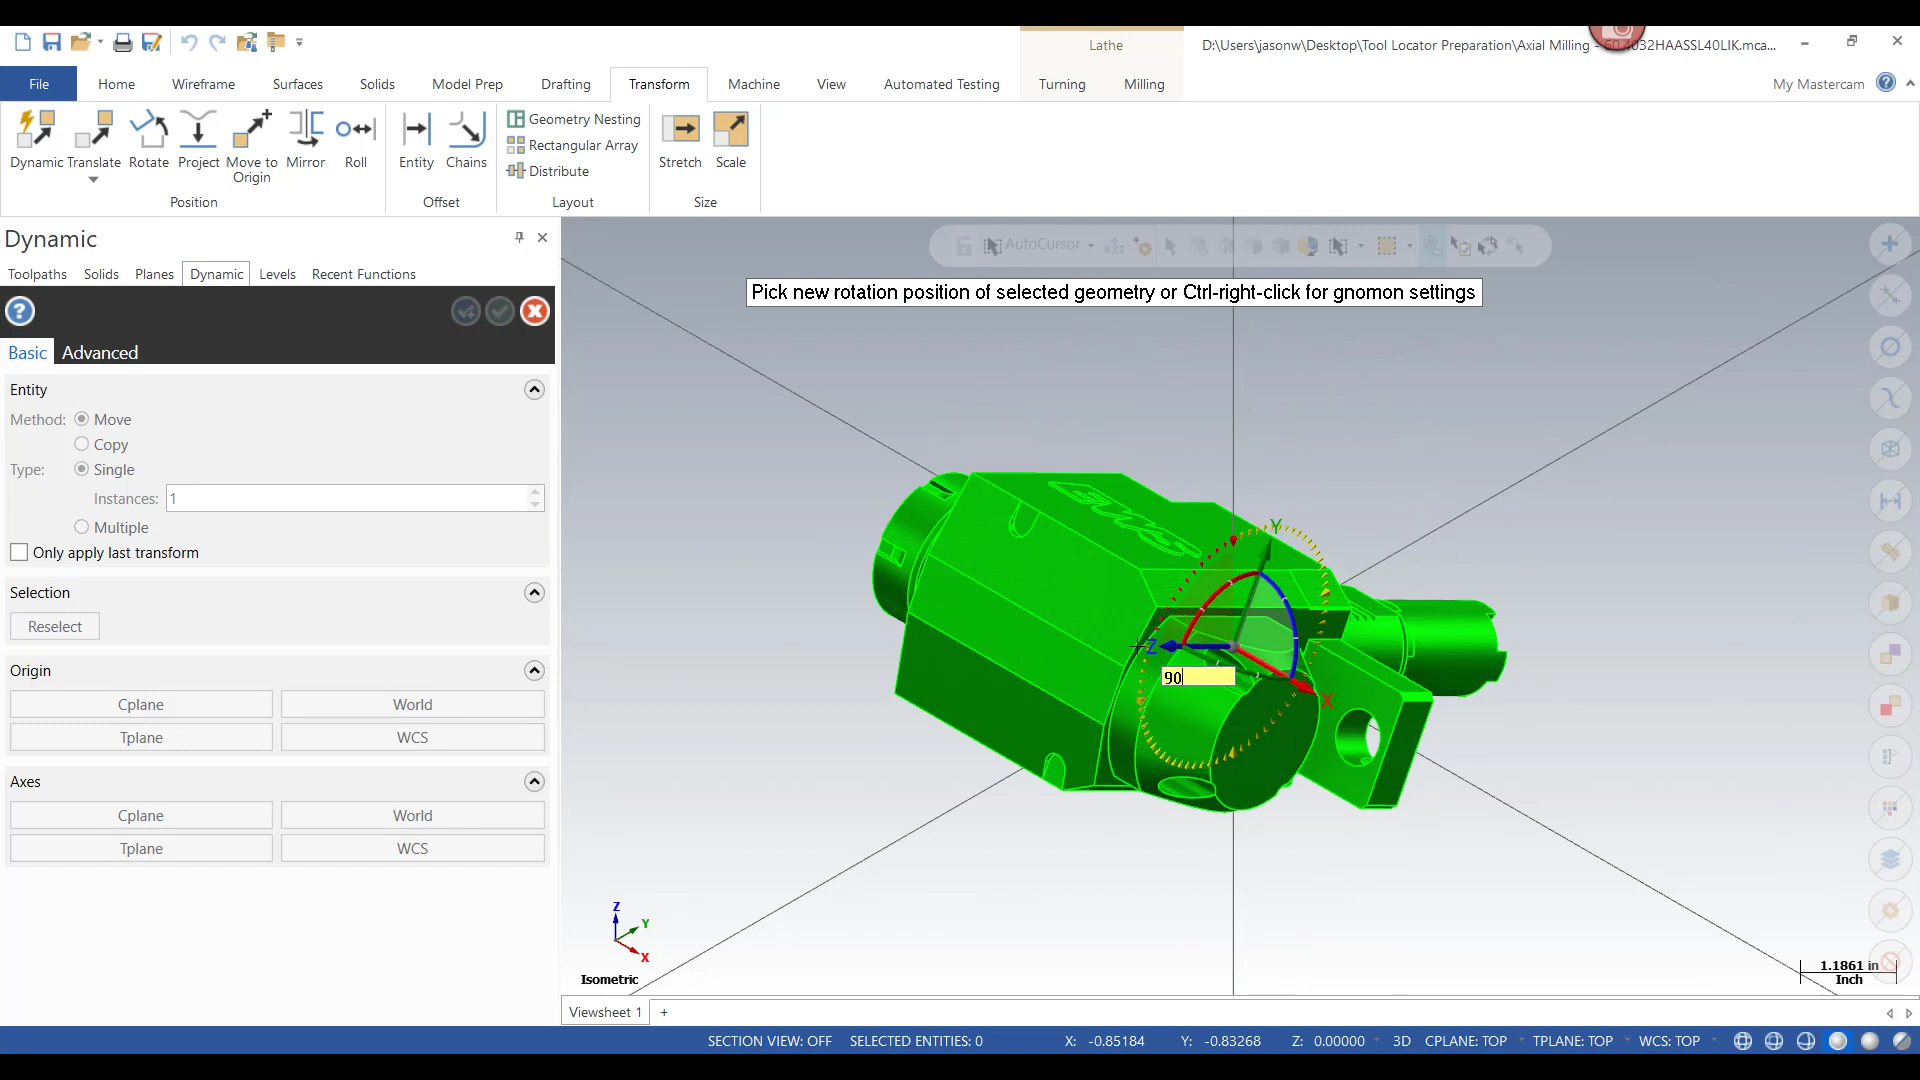 Lathe
D:\Users\jasonw\Desktop\Tool Locator Preparation\Axial Milling - 60.4032HAASSL40LIK.mca...
File Home Wireframe Surfaces Solids Model Prep Drafting Transform Machine View Automated Testing Turning Milling My Mastercam
Dynamic Translate Rotate Project Move to Origin Mirror Roll
Position
Entity Chains
Offset
Geometry Nesting
Rectangular Array
Distribute
Layout
Stretch Scale
Size
Dynamic
Toolpaths Solids Planes Dynamic Levels Recent Functions
Basic Advanced
Entity
Method: Move
Copy
Type: Single
Instances: 1
Multiple
Only apply last transform
Selection
Reselect
Origin
Cplane World
Tplane WCS
Axes
Cplane World
Tplane WCS
AutoCursor
Pick new rotation position of selected geometry or Ctrl-right-click for gnomon settings
Y
Z
90
X
Z
Y
X
Isometric
1.1861 in
Inch
Viewsheet 1 +
SECTION VIEW: OFF SELECTED ENTITIES: 0 X: -0.85184 Y: -0.83268 Z: 0.00000 3D CPLANE: TOP TPLANE: TOP WCS: TOP